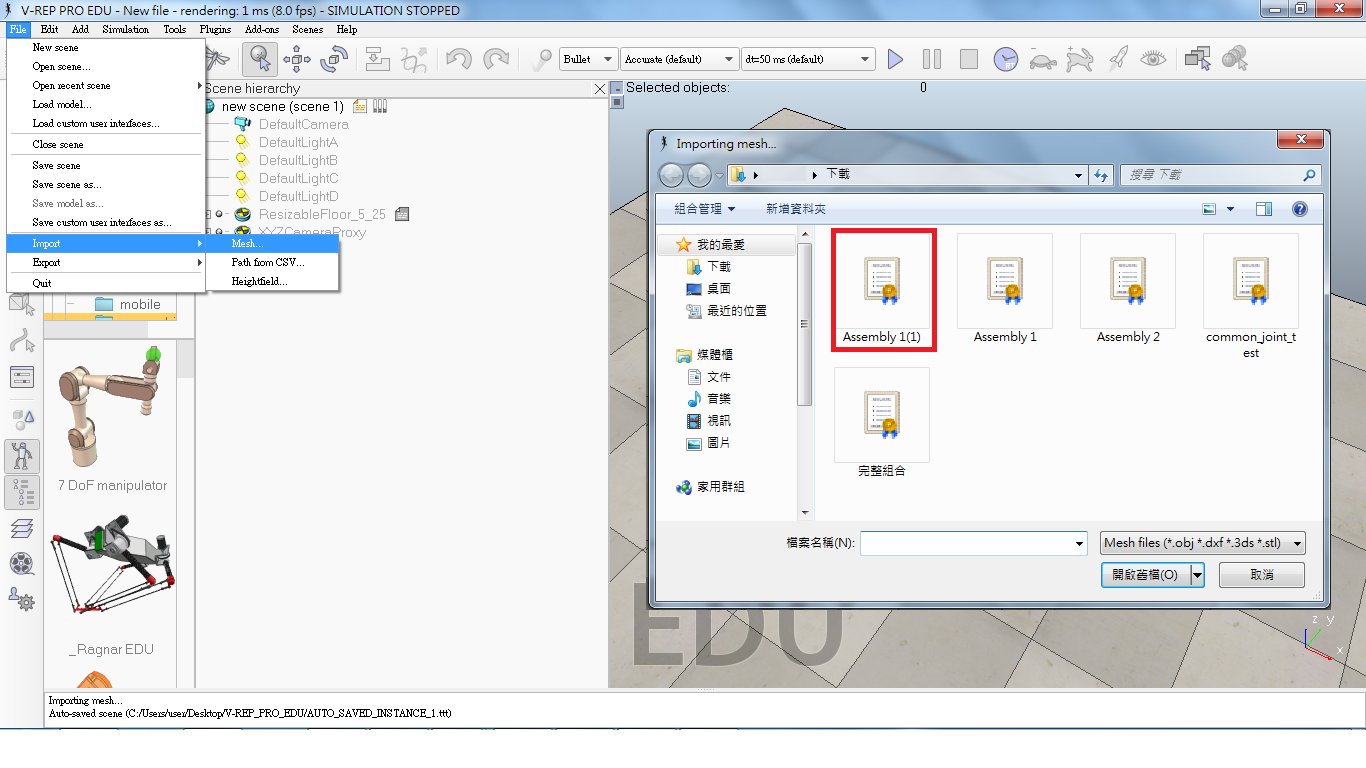 V-REP PRO EDU - New file - rendering: 1 ms (8.0 fps) - SIMULATION STOPPED
File Edit Add Simulation Tools Plugins Add-ons Scenes Help
New scene
Open scene...
Open recent scene
Load model...
Load custom user interfaces...
Close scene
Save scene
Save scene as...
Save model as...
Save custom user interfaces as...
Import
Export
Quit
Mesh...
Path from CSV...
Heightfield...
Bullet
Accurate (default)
dt=50 ms (default)
Scene hierarchy
new scene (scene 1)
DefaultCamera
DefaultLightA
DefaultLightB
DefaultLightC
DefaultLightD
ResizableFloor_5_25
XYZCameraProxy
mobile
7 DoF manipulator
_Ragnar EDU
Selected objects: 0
Importing mesh...
下載
搜尋 下載
組合管理
新增資料夾
我的最愛
下載
桌面
最近的位置
媒體櫃
文件
音樂
視訊
圖片
家用群組
Assembly 1(1)
Assembly 1
Assembly 2
common_joint_t
est
完整組合
檔案名稱(N):
Mesh files (*.obj *.dxf *.3ds *.stl)
開啟舊檔(O)
取消
EDU
z
y
x
Importing mesh...
Auto-saved scene (C:/Users/user/Desktop/V-REP_PRO_EDU/AUTO_SAVED_INSTANCE_1.ttt)